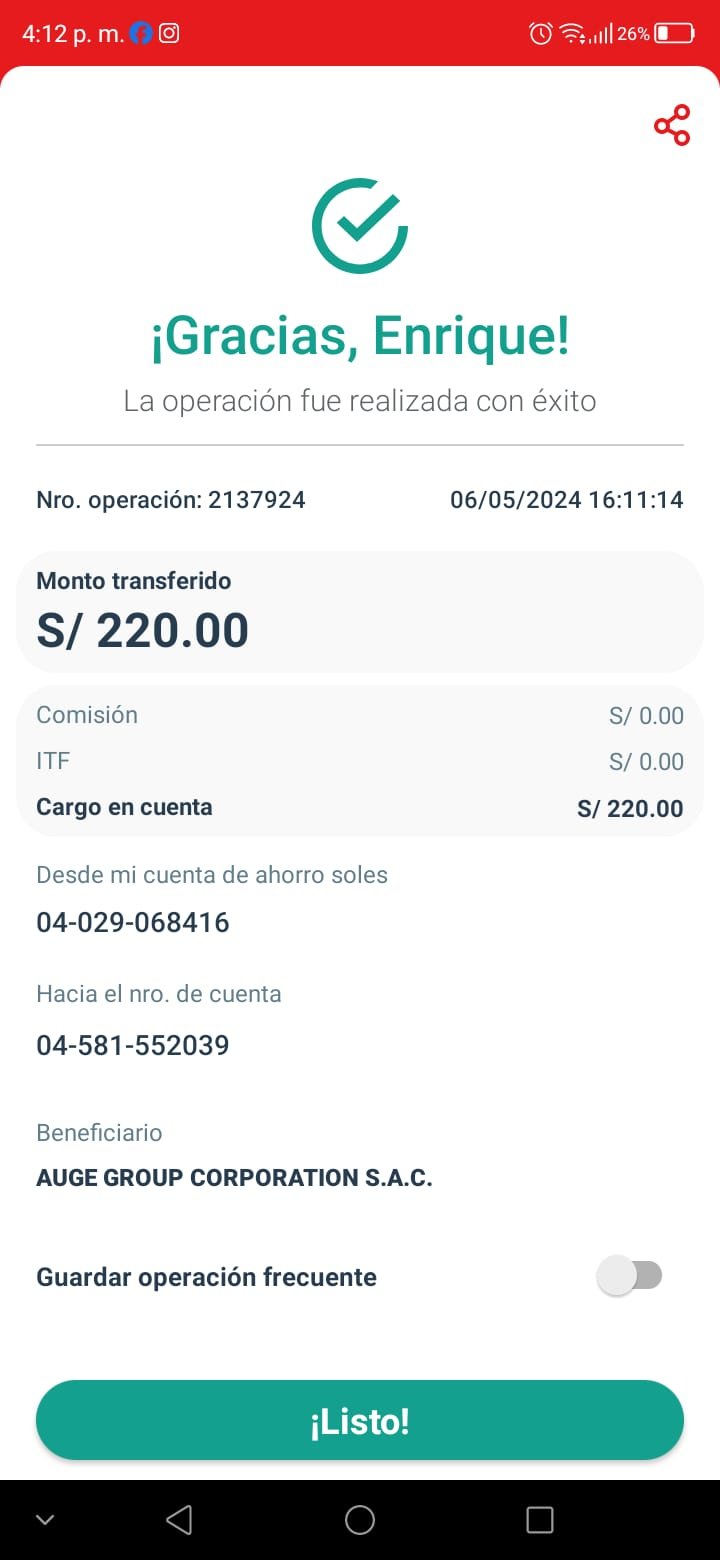 4:12 p. m.
26%
¡Gracias, Enrique!
La operación fue realizada con éxito
Nro. operación: 2137924 06/05/2024 16:11:14
Monto transferido
S/ 220.00
Comisión S/ 0.00
ITF S/ 0.00
Cargo en cuenta S/ 220.00
Desde mi cuenta de ahorro soles
04-029-068416
Hacia el nro. de cuenta
04-581-552039
Beneficiario
AUGE GROUP CORPORATION S.A.C.
Guardar operación frecuente
¡Listo!